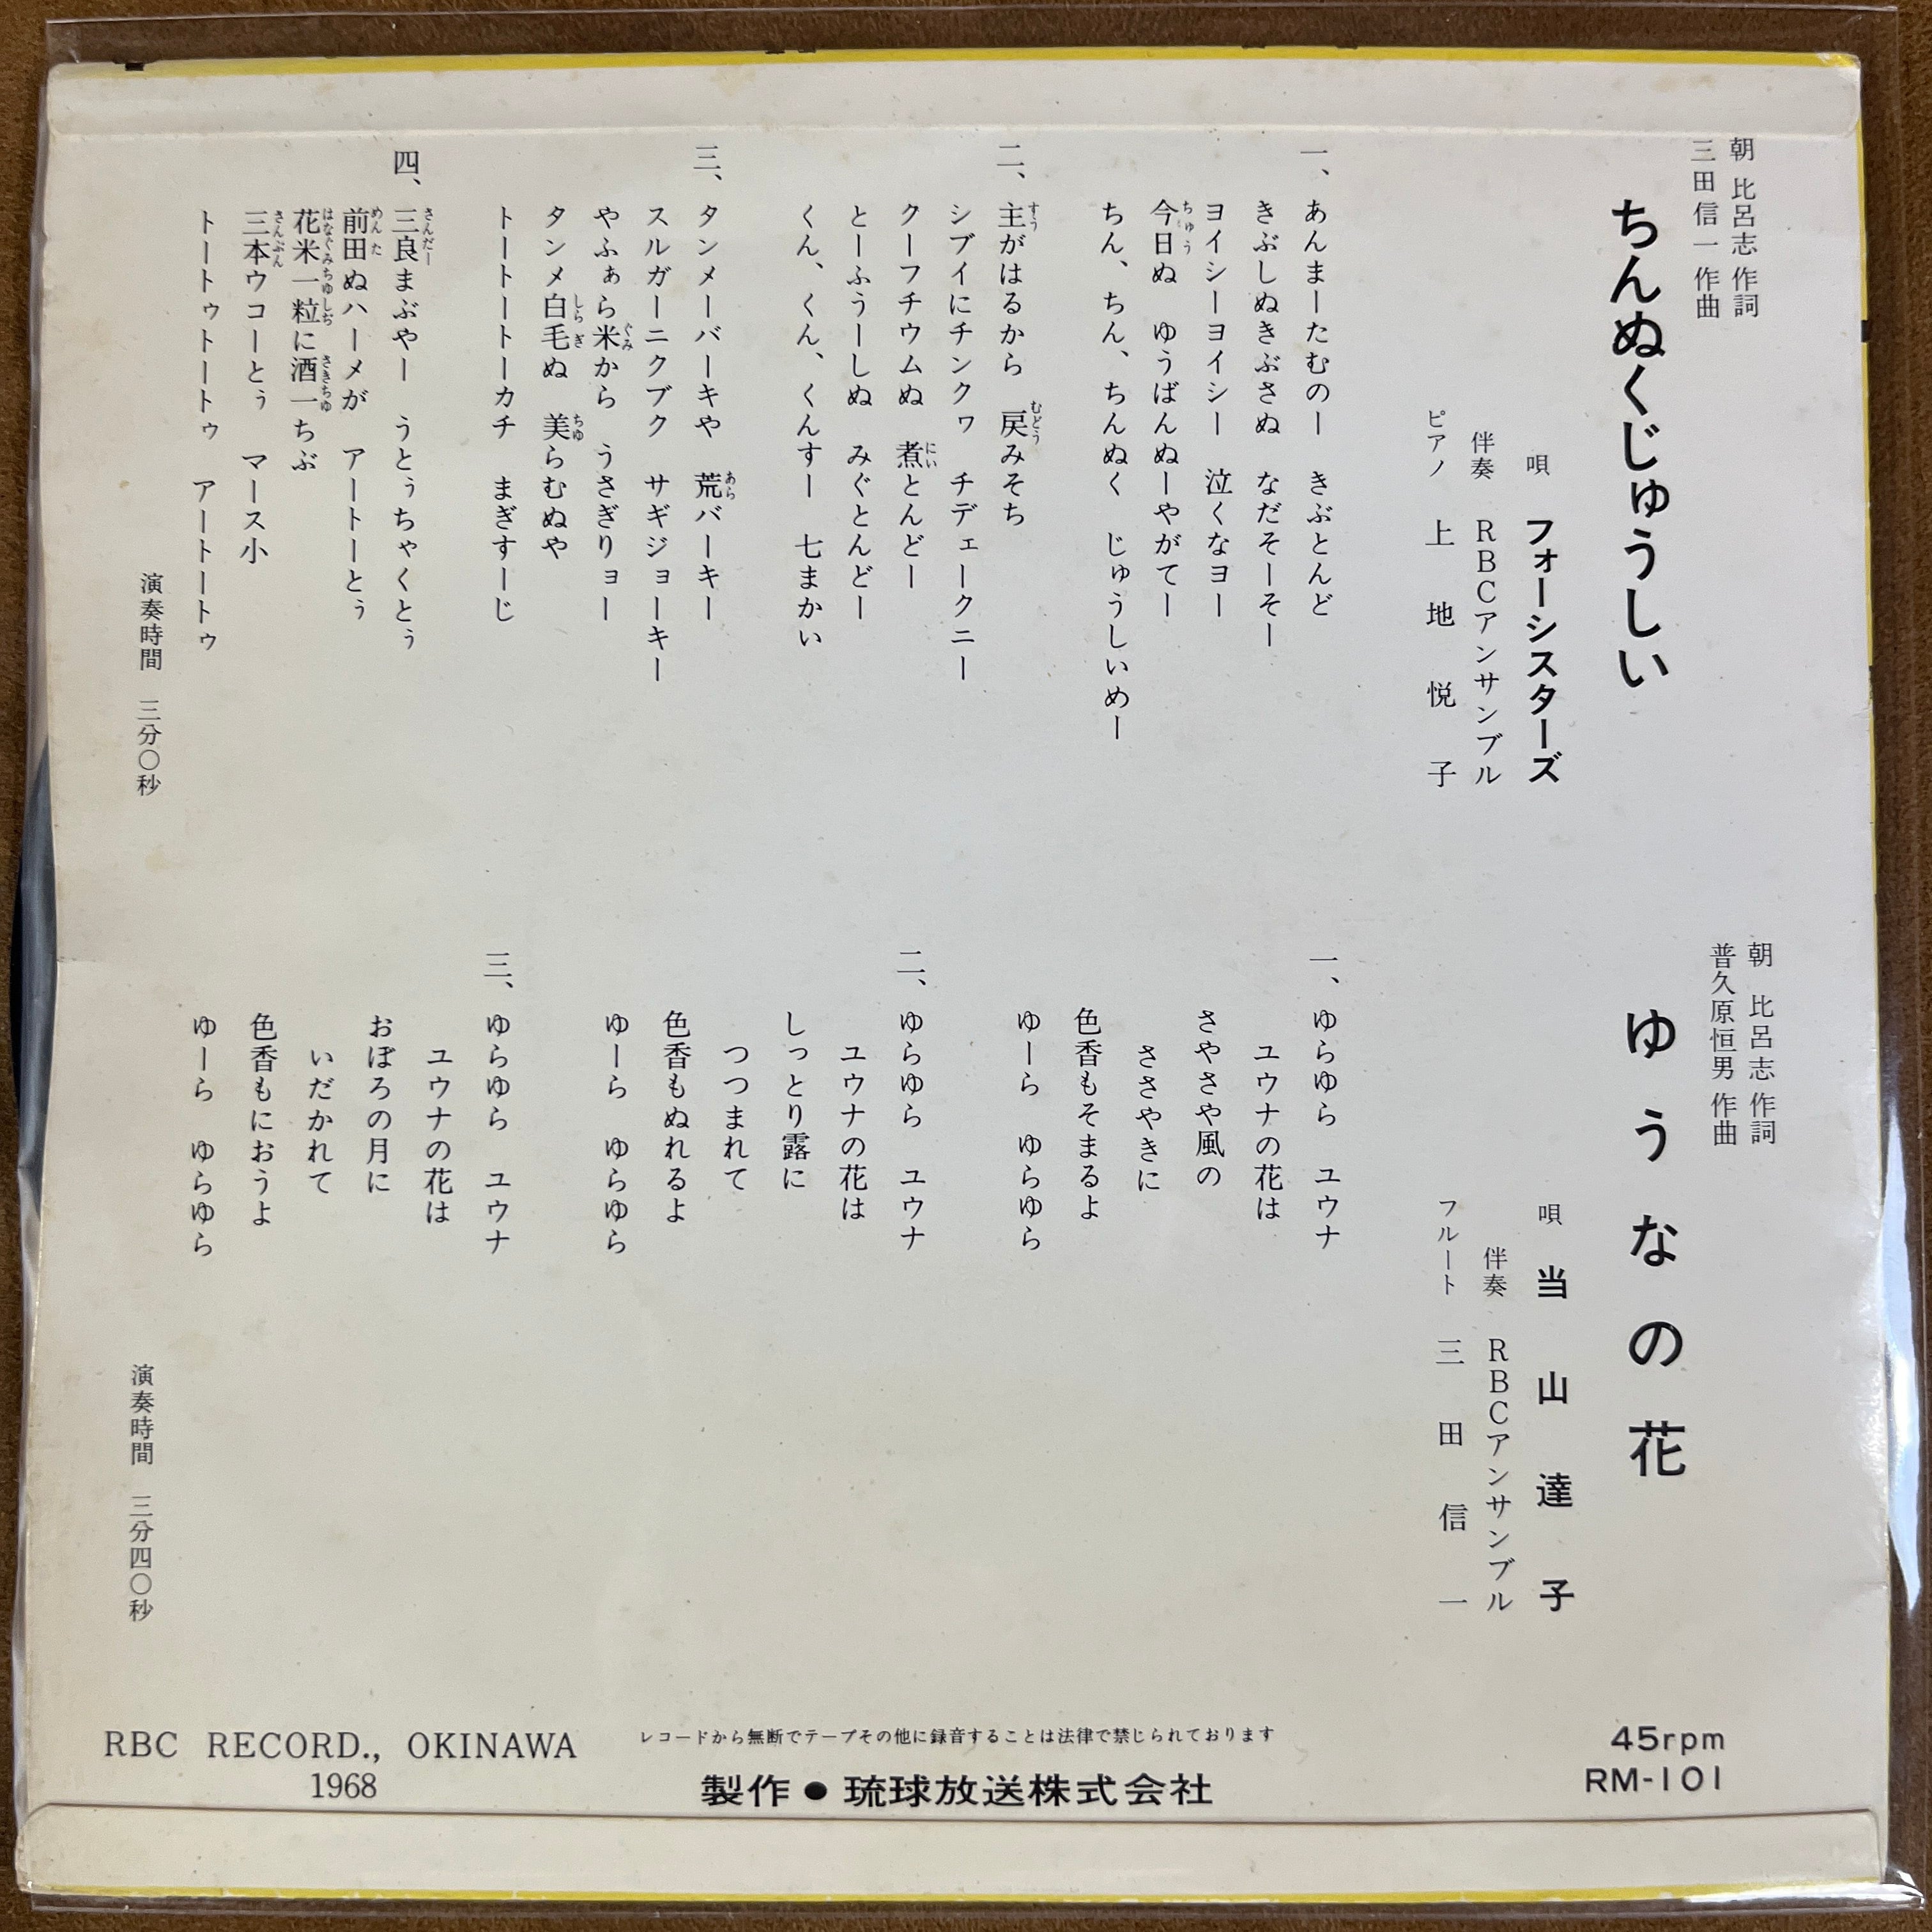 朝 比呂志 作詞
三田信一 作曲
ちんぬくじゅうしい
唄 フォーシスターズ
伴奏 RBCアンサンブル
ピアノ 上地悦子
一、あんまーたむのー きぶとんど
きぶしぬきぶさぬ なだそーそー
ヨイシーヨイシー 泣くなヨー
今日ぬ ゆうばんぬーやがてー
ちん、ちん、ちんぬく じゅうしいめー
二、主がはるから 戻みそち
シブイにチンクヮ チデェークニー
クーフチウムぬ 煮とんどー
とーふうーしぬ みぐとんどー
くん、くん、くんすー 七まかい
三、タンメーバーキや 荒バーキー
スルガーニクブク サギジョーキー
やふぁら米から うさぎりョー
タンメ白毛ぬ 美らむぬや
トートートーカチ まぎすーじ
四、三良まぶやー うとぅちゃくとぅ
前田ぬハーメが アートーとぅ
花米一粒に酒一ちぶ
三本ウコーとぅ マース小
トートゥトートゥ アートートゥ
演奏時間 三分〇秒
朝 比呂志 作詞
普久原恒男 作曲
ゆうなの花
唄 当山達子
伴奏 RBCアンサンブル
フルート 三田信一
一、ゆらゆら ユウナ
ユウナの花は
さやさや風の
ささやきに
色香もそまるよ
ゆーら ゆらゆら
二、ゆらゆら ユウナ
ユウナの花は
しっとり露に
つつまれて
色香もぬれるよ
ゆーら ゆらゆら
三、ゆらゆら ユウナ
ユウナの花は
おぼろの月に
いだかれて
色香もにおうよ
ゆーら ゆらゆら
演奏時間 三分四〇秒
45rpm
RM-101
レコードから無断でテープその他に録音することは法律で禁じられております
製作●琉球放送株式会社
RBC RECORD., OKINAWA
1968